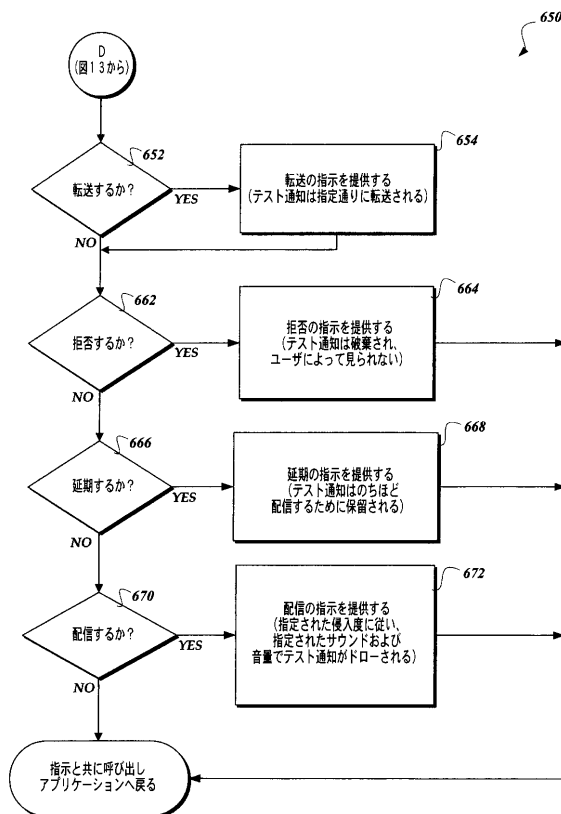 650
D
(図13から)
652
転送するか?
YES
NO
654
転送の指示を提供する
(テスト通知は指定通りに転送される)
662
拒否するか?
YES
NO
664
拒否の指示を提供する
(テスト通知は破棄され、
ユーザによって見られない)
666
延期するか?
YES
NO
668
延期の指示を提供する
(テスト通知はのちほど
配信するために保留される)
670
配信するか?
YES
NO
672
配信の指示を提供する
(指定された侵入度に従い、
指定されたサウンドおよび
音量でテスト通知がドローされる)
指示と共に呼び出し
アプリケーションへ戻る